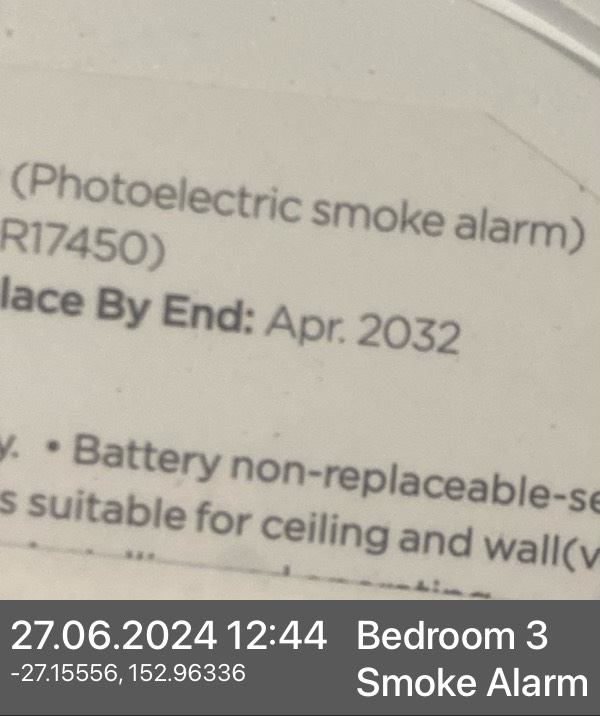 (Photoelectric smoke alarm)
R17450)
lace By End: Apr. 2032
y. • Battery non-replaceable-se
s suitable for ceiling and wall(v
27.06.2024 12:44
-27.15556, 152.96336
Bedroom 3
Smoke Alarm